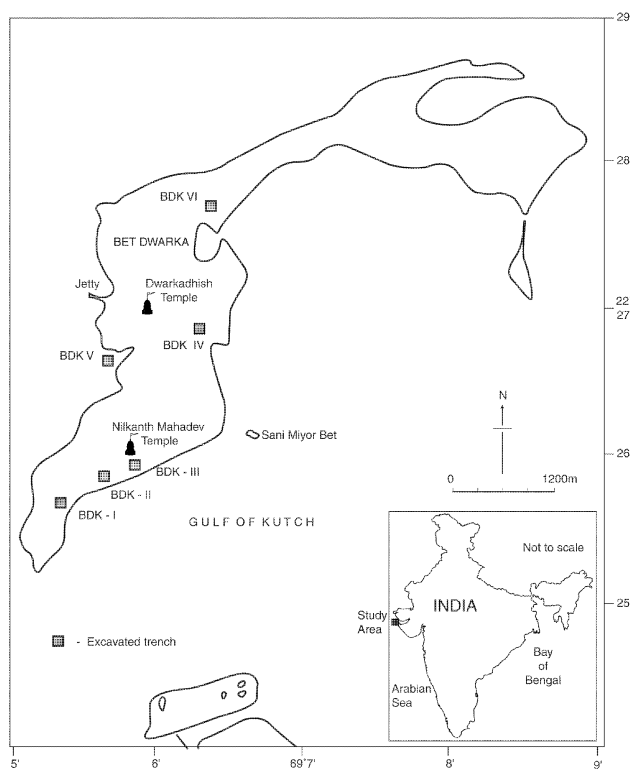 29
28
BDK VI
BET DWARKA
Jetty
Dwarkadhish
Temple
22
27
BDK IV
BDK V
N
Nilkanth Mahadev
Temple
Sani Miyor Bet
26
BDK - III
0 1200m
BDK - II
BDK - I
GULF OF KUTCH
Not to scale
25
INDIA
Study
Area
- Excavated trench
Bay
of
Bengal
Arabian
Sea
5' 6' 69°7' 8' 9'